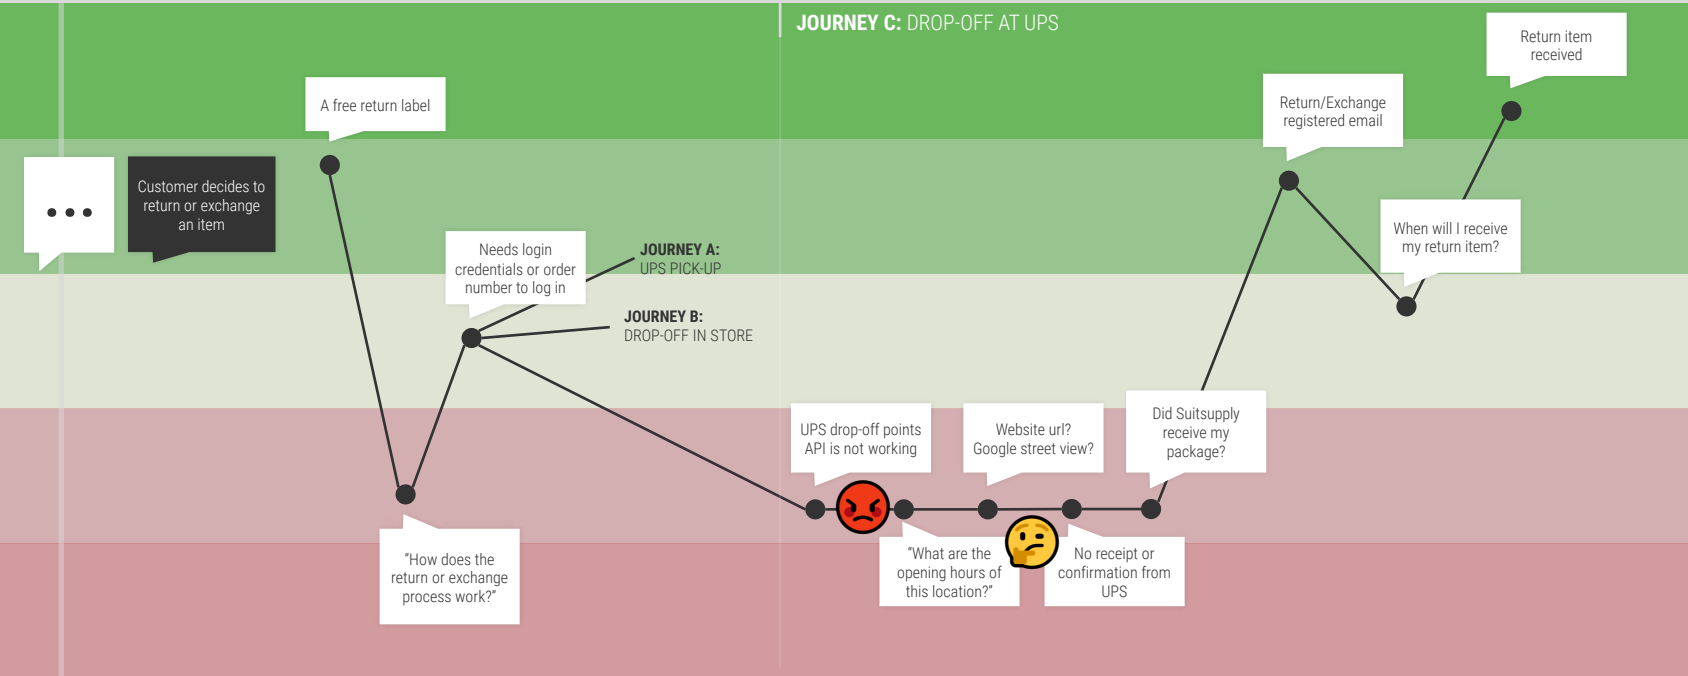 JOURNEY C: DROP-OFF AT UPS
Return item
received
A free return label
Return/Exchange
registered email
Customer decides to
return or exchange
an item
Needs login
credentials or order
number to log in
JOURNEY A:
UPS PICK-UP
JOURNEY B:
DROP-OFF IN STORE
When will I receive
my return item?
UPS drop-off points
API is not working
Website url?
Google street view?
Did Suitsupply
receive my
package?
"How does the
return or exchange
process work?"
"What are the
opening hours of
this location?"
No receipt or
confirmation from
UPS